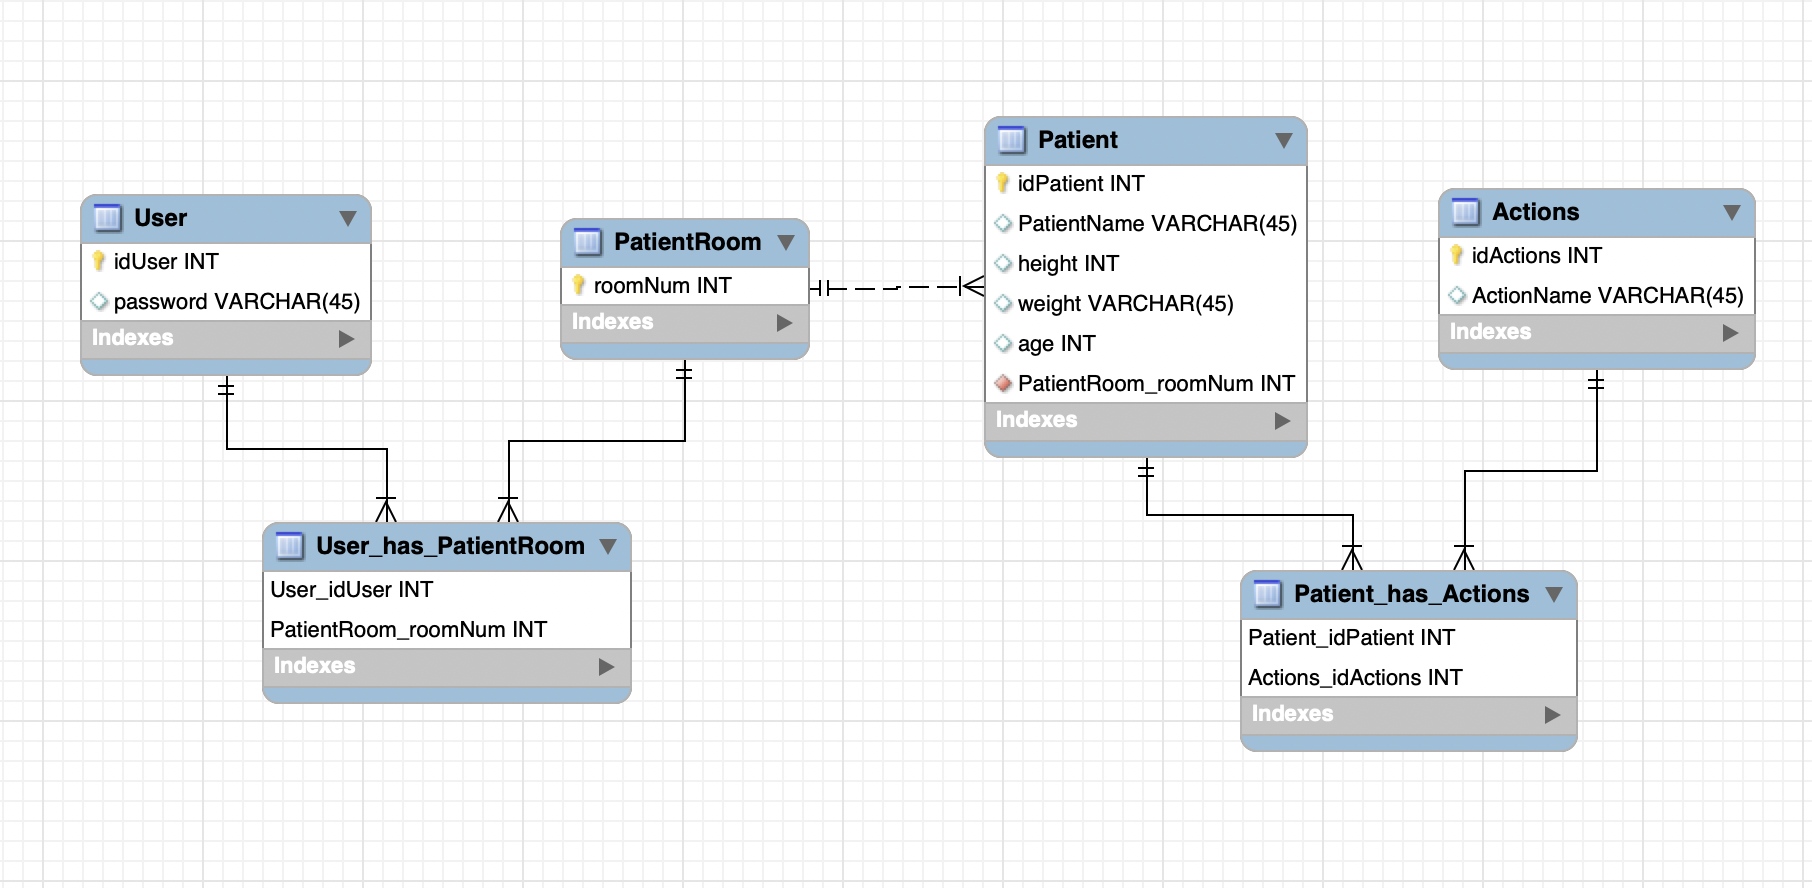 User
idUser INT
password VARCHAR(45)
Indexes
PatientRoom
roomNum INT
Indexes
Patient
idPatient INT
PatientName VARCHAR(45)
height INT
weight VARCHAR(45)
age INT
PatientRoom_roomNum INT
Indexes
Actions
idActions INT
ActionName VARCHAR(45)
Indexes
User_has_PatientRoom
User_idUser INT
PatientRoom_roomNum INT
Indexes
Patient_has_Actions
Patient_idPatient INT
Actions_idActions INT
Indexes